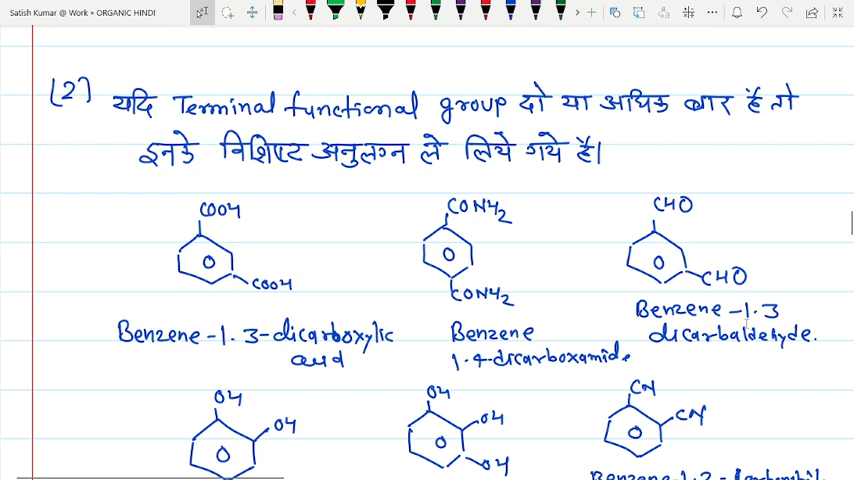 Satish Kumar @ Work » ORGANIC HINDI
(2) यदि Terminal functional group दो या अधिक बार हैं तो
इनके विशिष्ट अनुलग्न ले लिये गये हैं।
COOH
CONH2
CHO
COOH
CONH2
CHO
Benzene-1.3-dicarboxylic acid
Benzene
1.4-dicarboxamide
Benzene-1.3
dicarbaldehyde.
OH
OH
OH
OH
OH
CN
CN